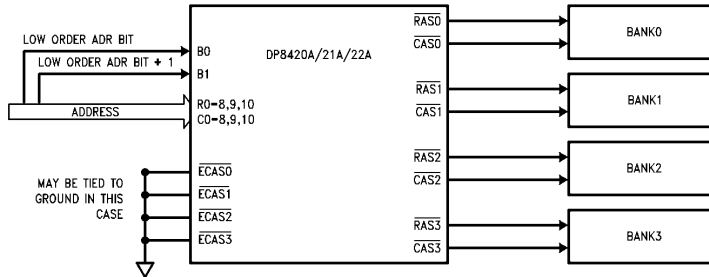 LOW ORDER ADR BIT
LOW ORDER ADR BIT + 1
ADDRESS
MAY BE TIED TO
GROUND IN THIS
CASE
B0
B1
R0–8,9,10
C0–8,9,10
ECAS0
ECAS1
ECAS2
ECAS3
DP8420A/21A/22A
RAS0
CAS0
RAS1
CAS1
RAS2
CAS2
RAS3
CAS3
BANK0
BANK1
BANK2
BANK3